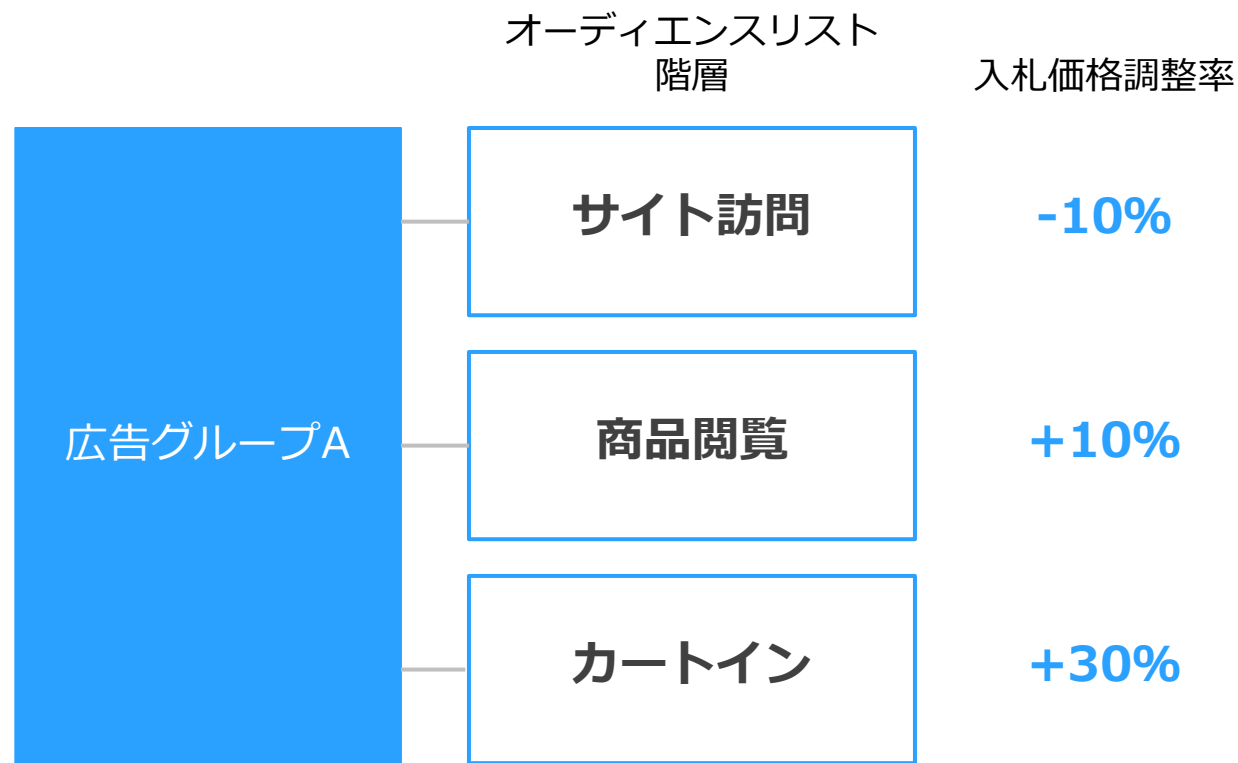 オーディエンスリスト
階層
入札価格調整率
広告グループA
サイト訪問
-10%
商品閲覧
+10%
カートイン
+30%